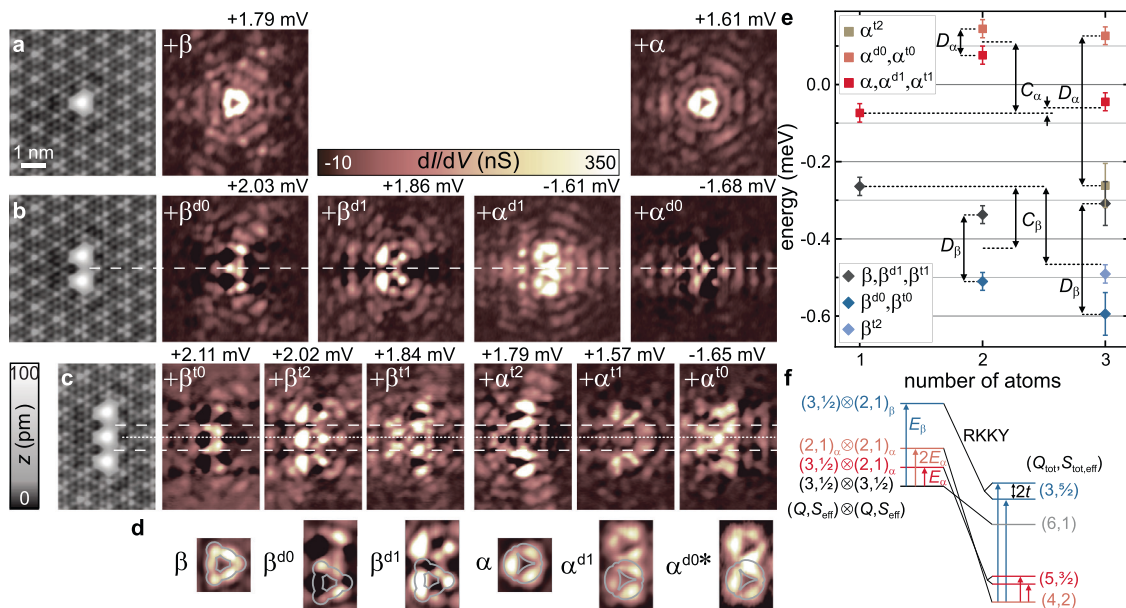 +1.79 mV
+1.61 mV
a
+β
+α
1 nm
-10 dI/dV (nS) 350
+2.03 mV
+1.86 mV
-1.61 mV
-1.68 mV
b
+β^d0
+β^d1
+α^d1
+α^d0
+2.11 mV
+2.02 mV
+1.84 mV
+1.79 mV
+1.57 mV
-1.65 mV
100
z (pm)
0
c
+β^t0
+β^t2
+β^t1
+α^t2
+α^t1
+α^t0
d
β
β^d0
β^d1
α
α^d1
α^d0*
e
α^t2
α^d0,α^t0
α,α^d1,α^t1
D_α
C_α
D_α
0.0
-0.2
-0.4
-0.6
energy (meV)
D_β
C_β
D_β
β,β^d1,β^t1
β^d0,β^t0
β^t2
1 2 3
number of atoms
f
(3,½)⊗(2,1)_β
E_β
RKKY
(2,1)_α⊗(2,1)_α
2E_α
(3,½)⊗(2,1)_α
E_α
(3,½)⊗(3,½)
(Q,S_eff)⊗(Q,S_eff)
(Q_tot,S_tot,eff)
2t
(3,⁵⁄₂)
(6,1)
(5,³⁄₂)
(4,2)